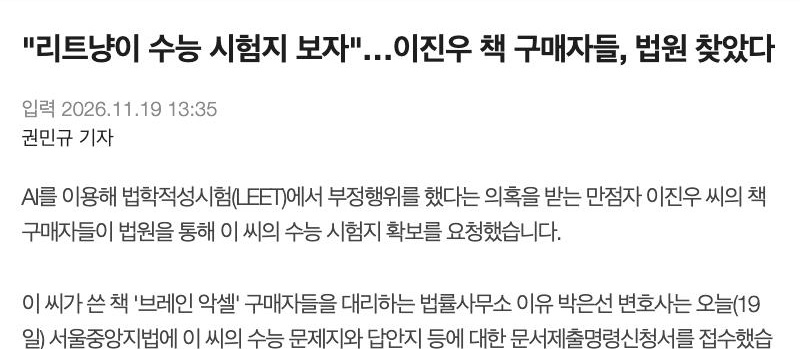 "리트냥이 수능 시험지 보자"…이진우 책 구매자들, 법원 찾았다
입력 2026.11.19 13:35
권민규 기자
AI를 이용해 법학적성시험(LEET)에서 부정행위를 했다는 의혹을 받는 만점자 이진우 씨의 책
구매자들이 법원을 통해 이 씨의 수능 시험지 확보를 요청했습니다.
이 씨가 쓴 책 '브레인 악셀' 구매자들을 대리하는 법률사무소 이유 박은선 변호사는 오늘(19
일) 서울중앙지법에 이 씨의 수능 문제지와 답안지 등에 대한 문서제출명령신청서를 접수했습